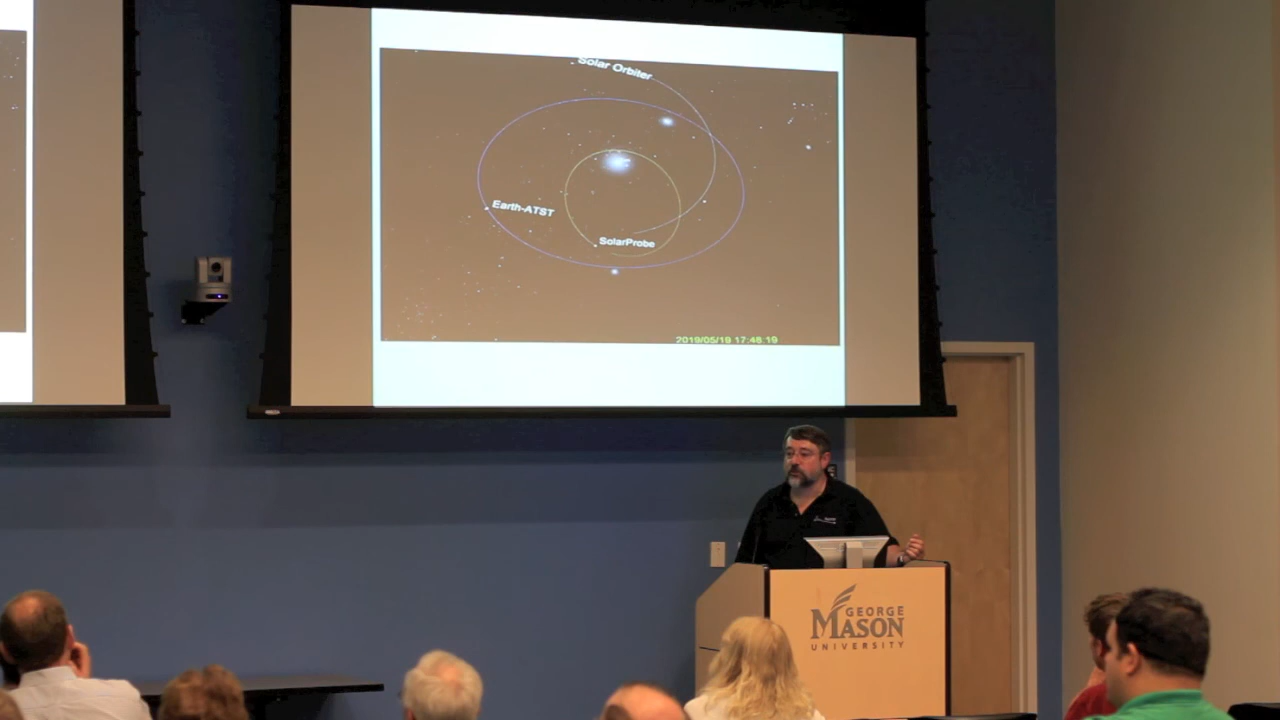 Solar Orbiter
Earth-ATST
SolarProbe
2019/05/19 17:48:19
GEORGE
MASON
UNIVERSITY